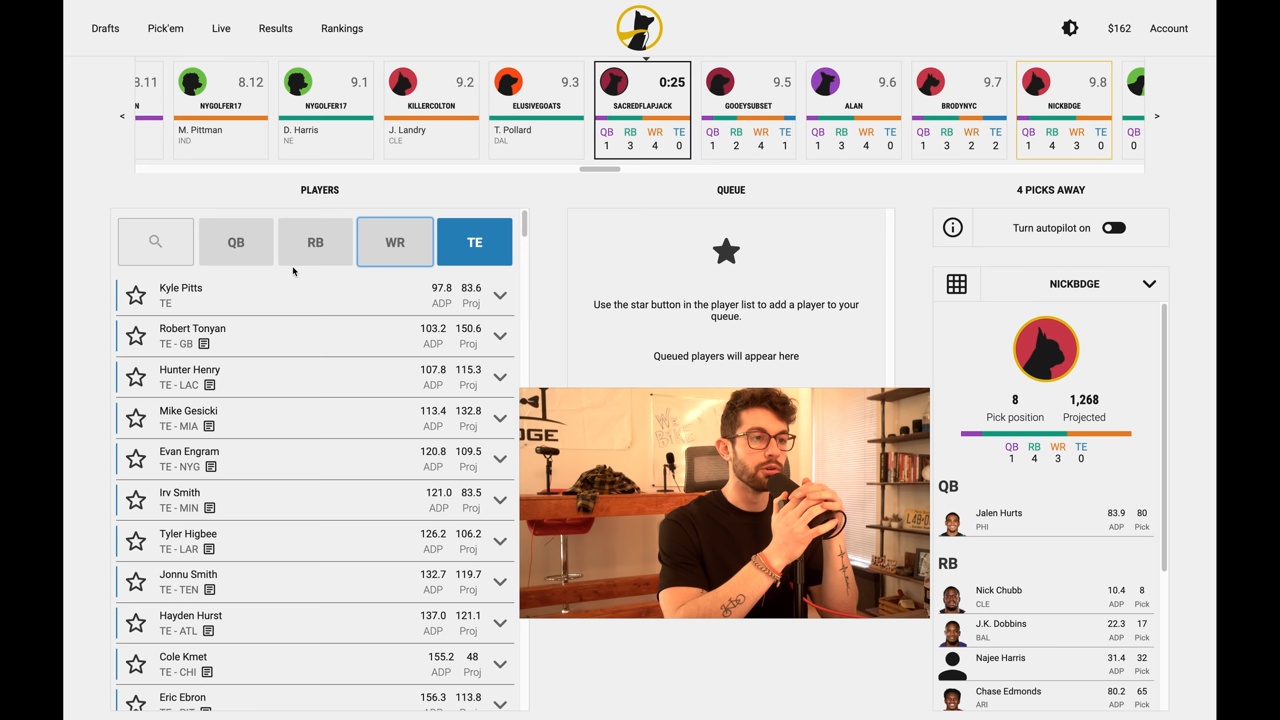 Drafts Pick'em Live Results Rankings $162 Account
8.11 8.12 9.1 9.2 9.3 0:25 9.5 9.6 9.7 9.8
N NYGOLFER17 NYGOLFER17 KILLERCOLTON ELUSIVEGOATS SACREDFLAPJACK GOOEYSUBSET ALAN BRODYNYC NICKBDGE
M. Pittman D. Harris J. Landry T. Pollard QB RB WR TE QB RB WR TE QB RB WR TE QB RB WR TE QB RB WR TE QB
IND NE CLE DAL 1 3 4 0 1 2 4 1 1 3 4 0 1 3 2 2 1 4 3 0 0
< >
PLAYERS
QB RB WR TE
Kyle Pitts 97.8 83.6
TE ADP Proj
Robert Tonyan 103.2 150.6
TE - GB ADP Proj
Hunter Henry 107.8 115.3
TE - LAC ADP Proj
Mike Gesicki 113.4 132.8
TE - MIA ADP Proj
Evan Engram 120.8 109.5
TE - NYG ADP Proj
Irv Smith 121.0 83.5
TE - MIN ADP Proj
Tyler Higbee 126.2 106.2
TE - LAR ADP Proj
Jonnu Smith 132.7 119.7
TE - TEN ADP Proj
Hayden Hurst 137.0 121.1
TE - ATL ADP Proj
Cole Kmet 155.2 48
TE - CHI ADP Proj
Eric Ebron 156.3 113.8
QUEUE
Use the star button in the player list to add a player to your
queue.
Queued players will appear here
4 PICKS AWAY
Turn autopilot on
NICKBDGE
8 1,268
Pick position Projected
QB RB WR TE
1 4 3 0
QB
Jalen Hurts 83.9 80
PHI ADP Pick
RB
Nick Chubb 10.4 8
CLE ADP Pick
J.K. Dobbins 22.3 17
BAL ADP Pick
Najee Harris 31.4 32
ADP Pick
Chase Edmonds 80.2 65
ARI ADP Pick